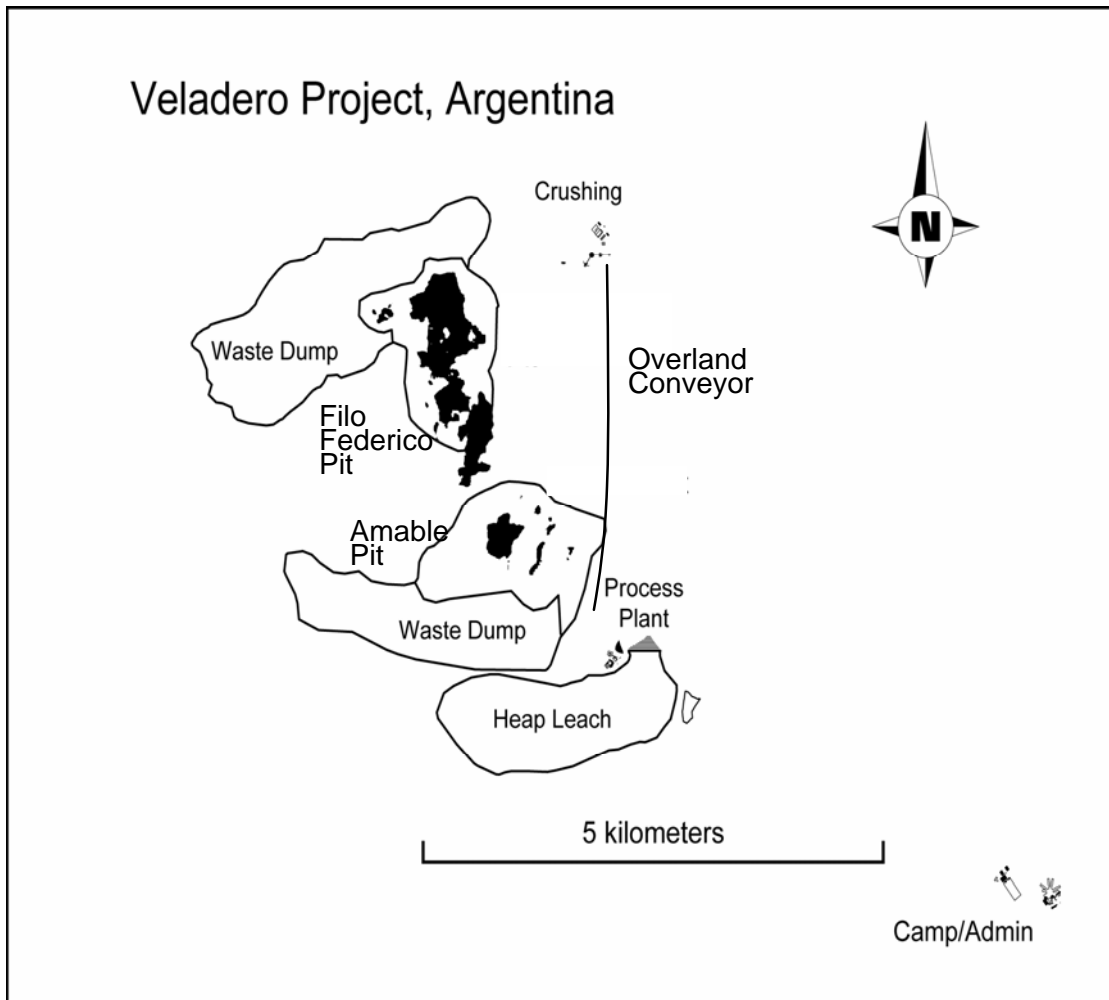 Veladero Project, Argentina
Crushing
N
Waste Dump
Overland
Conveyor
Filo
Federico
Pit
Amable
Pit
Process
Plant
Waste Dump
Heap Leach
5 kilometers
Camp/Admin